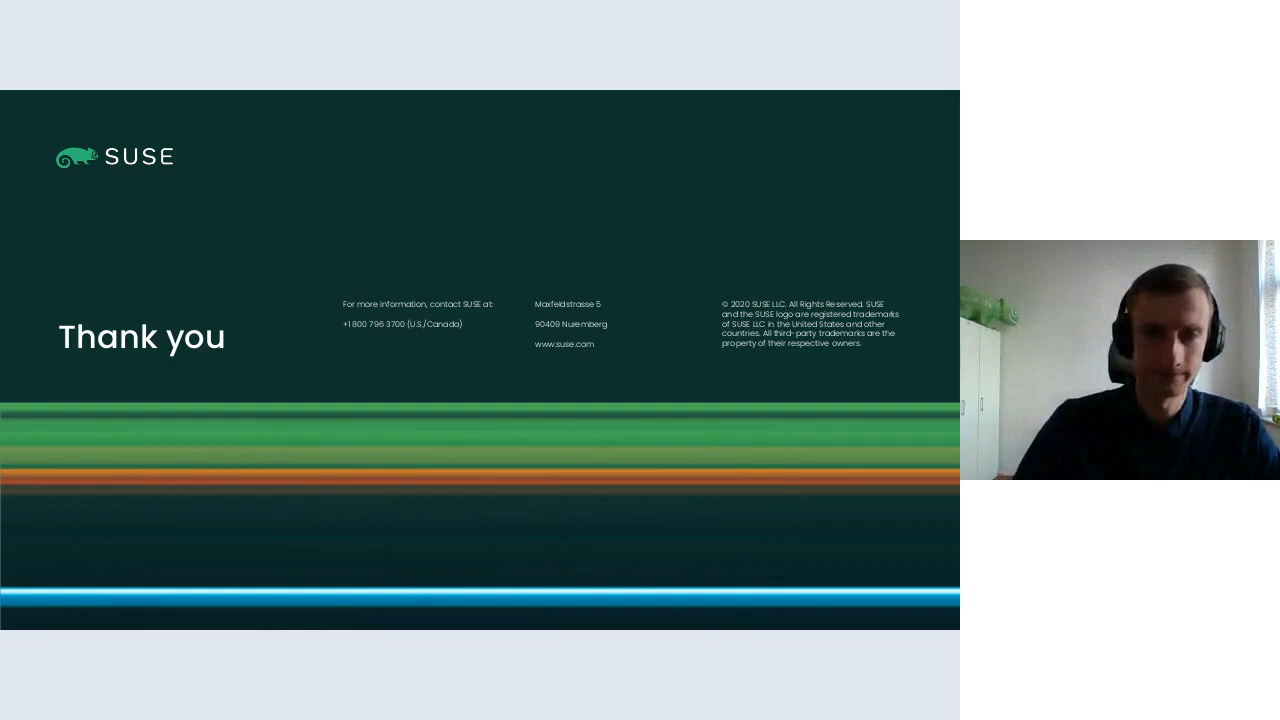 SUSE
Thank you
For more information, contact SUSE at:
+1 800 796 3700 (U.S./Canada)
Maxfeldstrasse 5
90409 Nuremberg
www.suse.com
© 2020 SUSE LLC. All Rights Reserved. SUSE
and the SUSE logo are registered trademarks
of SUSE LLC in the United States and other
countries. All third-party trademarks are the
property of their respective owners.